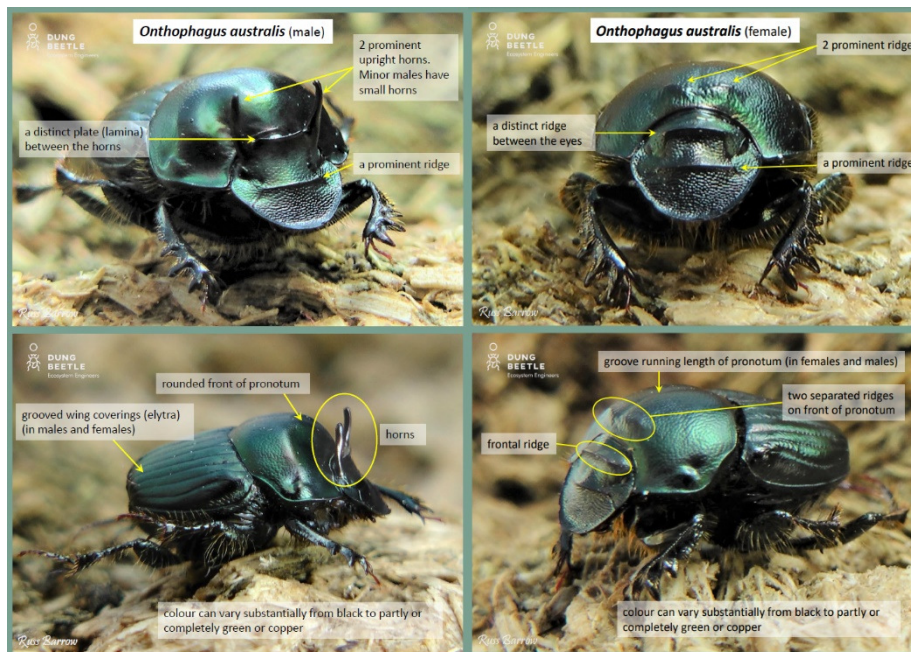 DUNG
BEETLE
Ecosystem Engineers
Onthophagus australis (male)
2 prominent
upright horns.
Minor males have
small horns
a distinct plate (lamina)
between the horns
a prominent ridge
Russ Barrow
DUNG
BEETLE
Ecosystem Engineers
Onthophagus australis (female)
2 prominent ridge
a distinct ridge
between the eyes
a prominent ridge
Russ Barrow
DUNG
BEETLE
Ecosystem Engineers
rounded front of pronotum
grooved wing coverings (elytra)
(in males and females)
horns
colour can vary substantially from black to partly or
completely green or copper
Russ Barrow
DUNG
BEETLE
Ecosystem Engineers
groove running length of pronotum (in females and males)
two separated ridges
on front of pronotum
frontal ridge
colour can vary substantially from black to partly or
completely green or copper
Russ Barrow